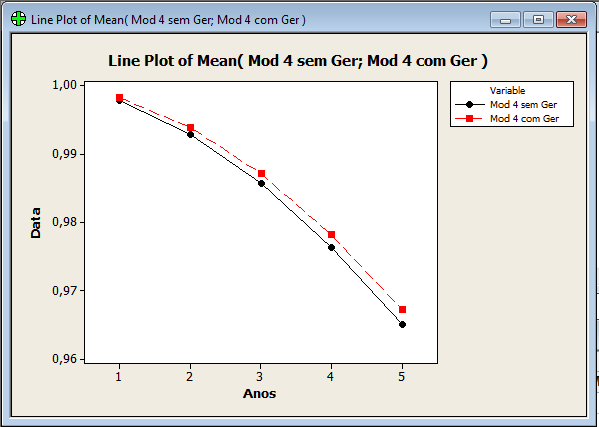 Line Plot of Mean( Mod 4 sem Ger; Mod 4 com Ger )
Line Plot of Mean( Mod 4 sem Ger; Mod 4 com Ger )
Variable
Mod 4 sem Ger
Mod 4 com Ger
1,00
0,99
0,98
0,97
0,96
Data
1 2 3 4 5
Anos